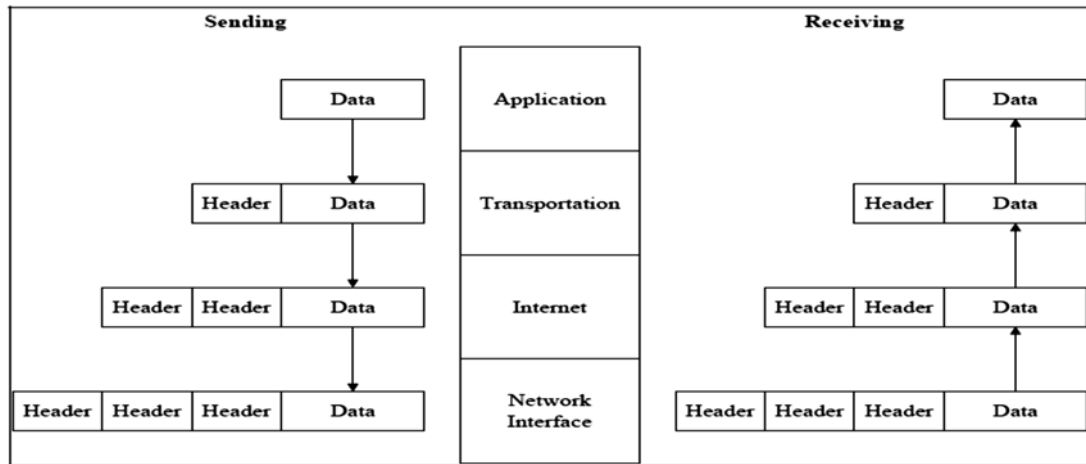 Sending
Receiving
Data
Application
Data
Header Data
Transportation
Header Data
Header Header Data
Internet
Header Header Data
Header Header Header Data
Network
Interface
Header Header Header Data